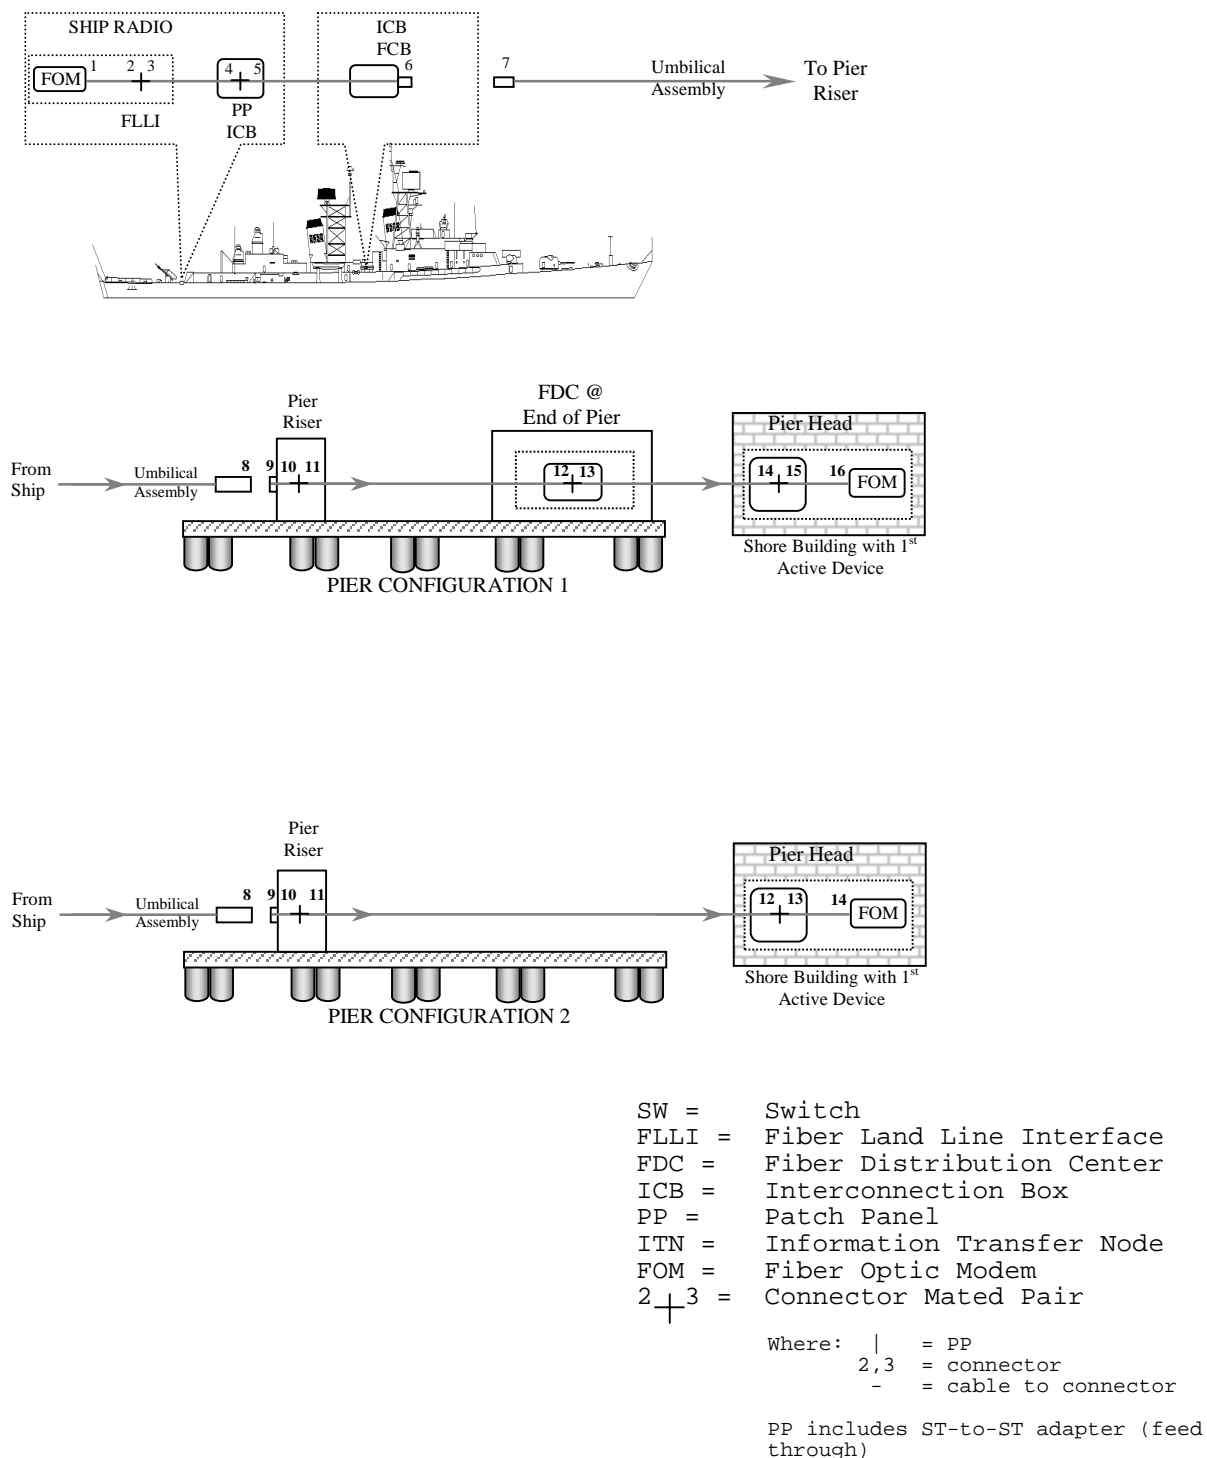 SHIP RADIO
FOM
1
2 3
FLLI
4 5
PP
ICB
ICB
FCB
6
7
Umbilical
Assembly
To Pier
Riser
From
Ship
Umbilical
Assembly
8
9
Pier
Riser
10 11
FDC @
End of Pier
12 13
Pier Head
14 15
16
FOM
Shore Building with 1st
Active Device
PIER CONFIGURATION 1
From
Ship
Umbilical
Assembly
8
9
Pier
Riser
10 11
Pier Head
12 13
14
FOM
Shore Building with 1st
Active Device
PIER CONFIGURATION 2
SW = Switch
FLLI = Fiber Land Line Interface
FDC = Fiber Distribution Center
ICB = Interconnection Box
PP = Patch Panel
ITN = Information Transfer Node
FOM = Fiber Optic Modem
2 3 = Connector Mated Pair
Where: | = PP
2,3 = connector
- = cable to connector
PP includes ST-to-ST adapter (feed
through)